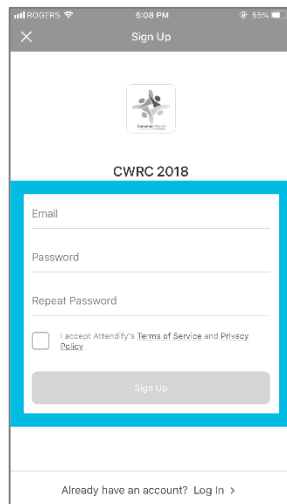 ROGERS 5:08 PM 55%
Sign Up
CWRC 2018
Email
Password
Repeat Password
I accept Attendify's Terms of Service and Privacy
Policy
Sign Up
Already have an account? Log In >